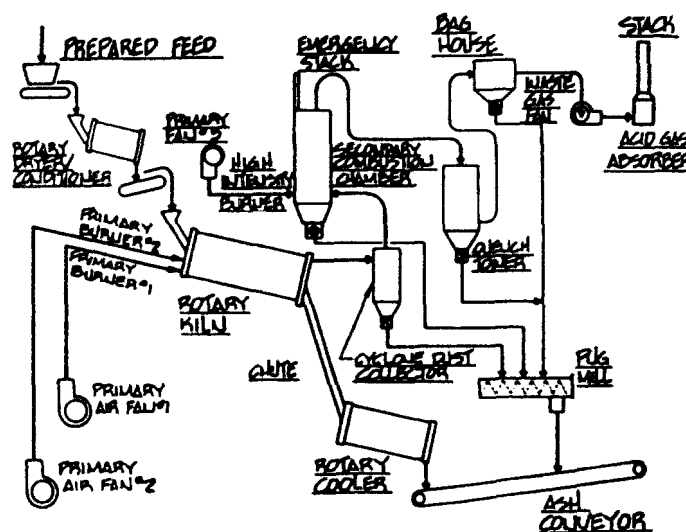 PREPARED FEED
EMERGENCY
STACK
BAG
HOUSE
STACK
WASTE
GAS
FAN
ACID GAS
ABSORBER
PRIMARY
FAN #3
HIGH
INTENSITY
BURNER
SECONDARY
COMBUSTION
CHAMBER
ROTARY
DRYER/
CONDITIONER
PRIMARY
BURNER #2
PRIMARY
BURNER #1
QUENCH
TOWER
ROTARY
KILN
CHUTE
CYCLONE DUST
COLLECTOR
PUG
MILL
PRIMARY
AIR FAN #1
PRIMARY
AIR FAN #2
ROTARY
COOLER
ASH
CONVEYOR